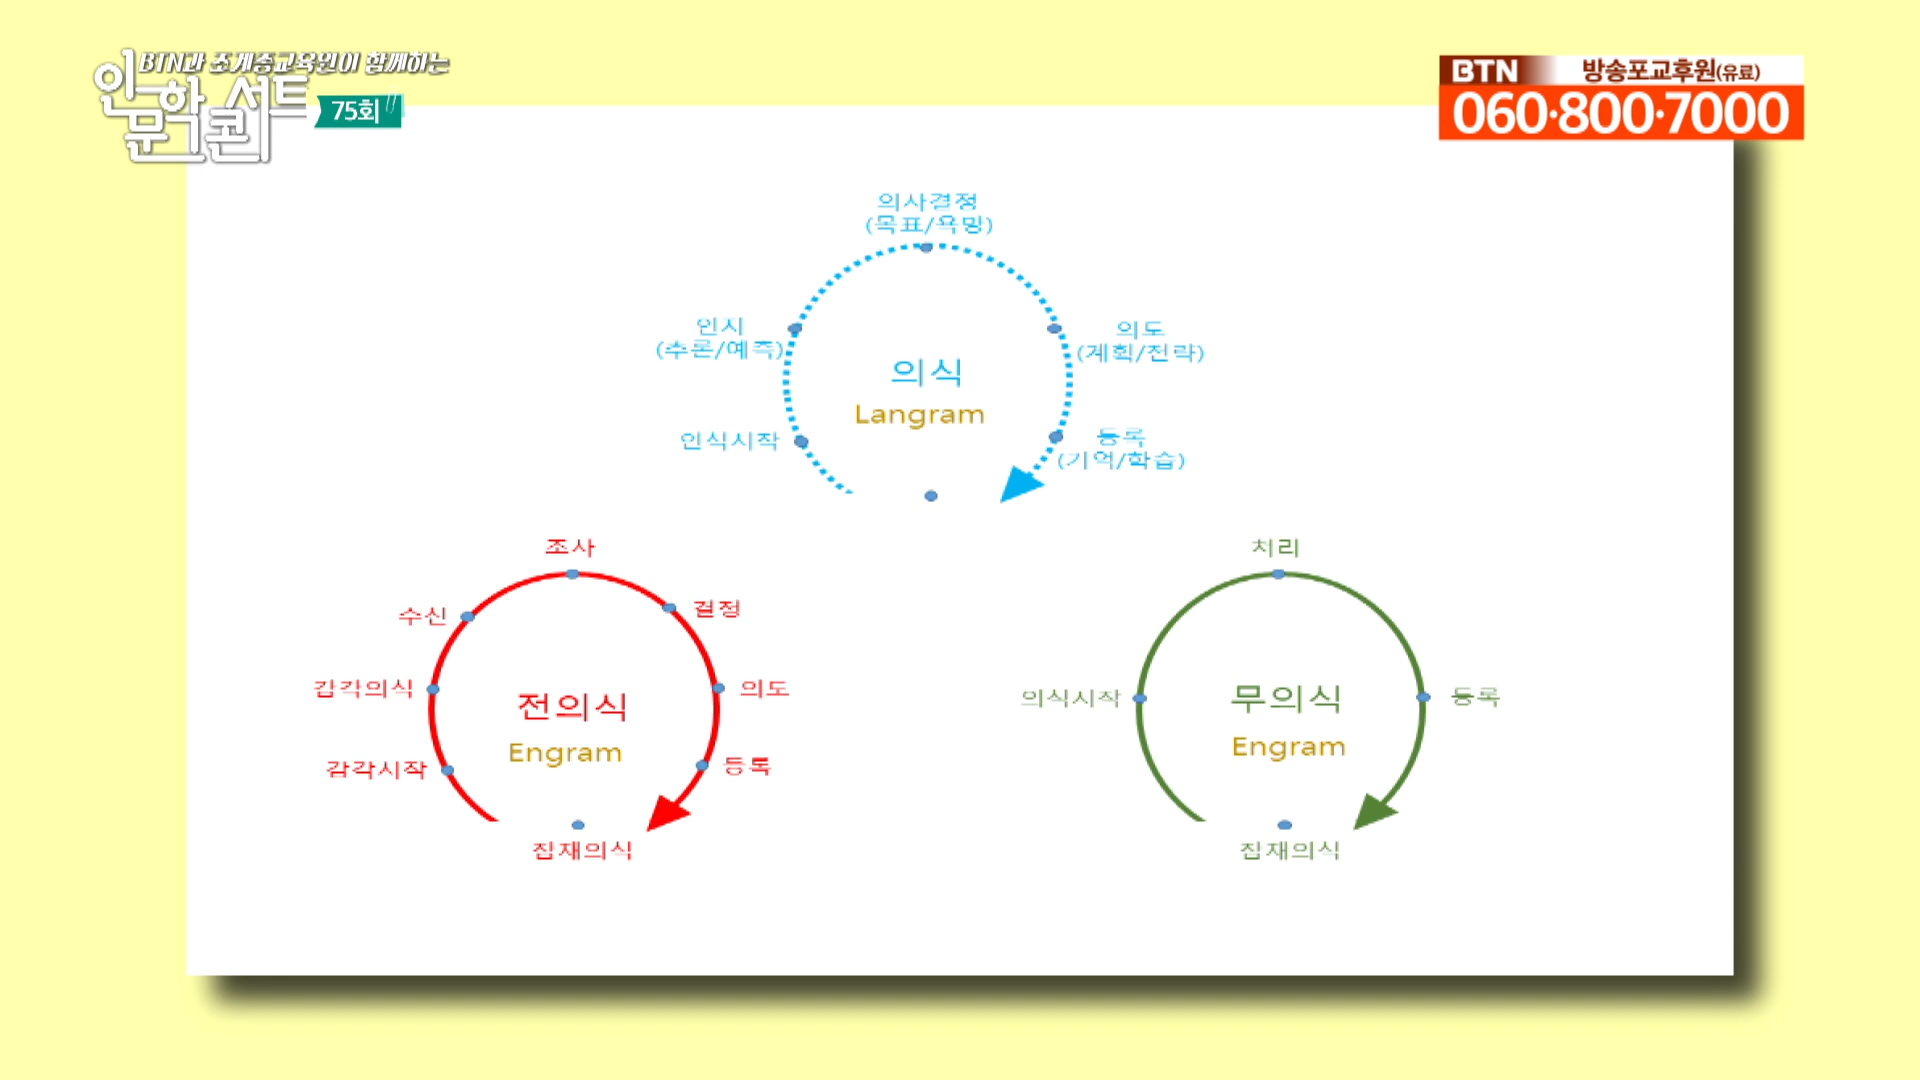 BTN과 조계종교육원이 함께하는
인문학콘서트
75회
BTN 방송포교후원(유료)
060·800·7000
의사결정
(목표/욕망)
인지
(추론/예측)
의도
(계획/전략)
의식
Langram
인식시작
등록
(기억/학습)
조사
수신
결정
감각의식
의도
전의식
Engram
감각시작
등록
잠재의식
처리
의식시작
등록
무의식
Engram
잠재의식